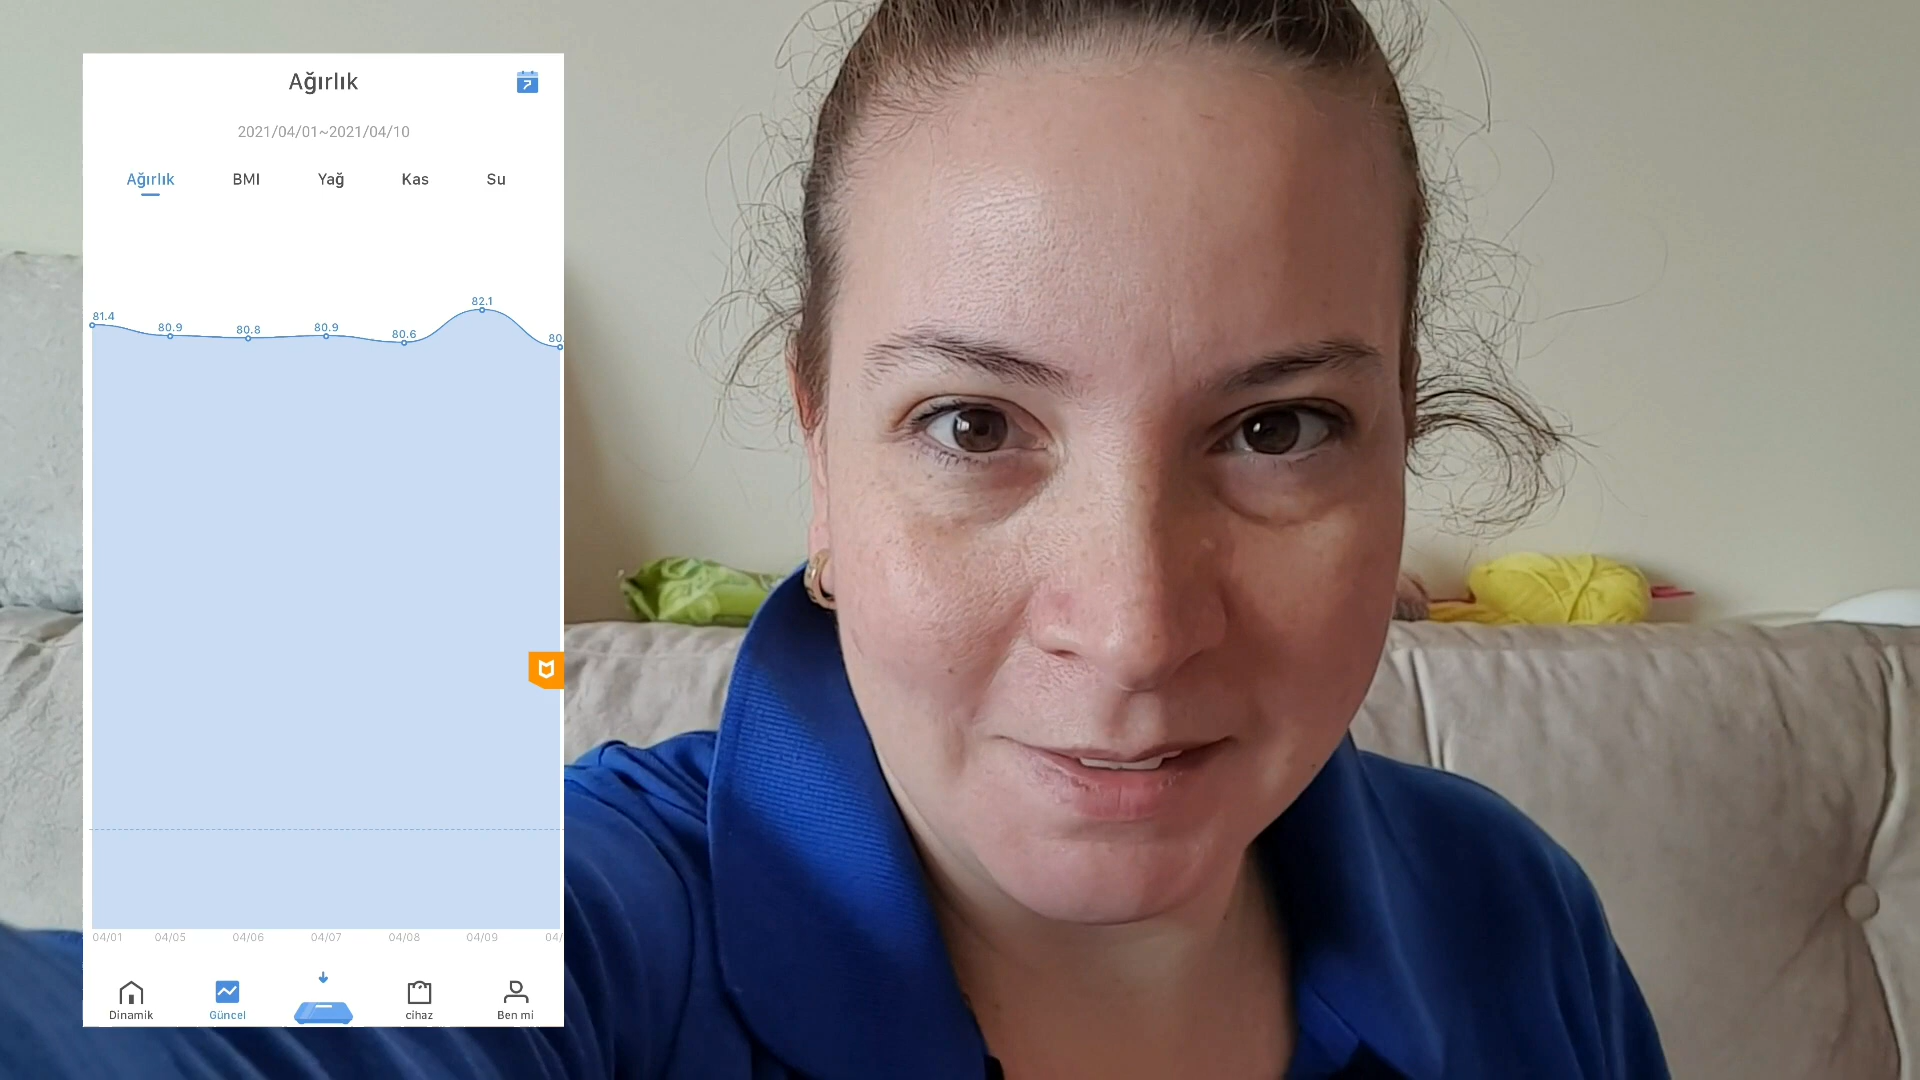 Ağırlık
7
2021/04/01~2021/04/10
Ağırlık BMI Yağ Kas Su
81.4 80.9 80.8 80.9 80.6 82.1 80.
04/01 04/05 04/06 04/07 04/08 04/09 04/
Dinamik Güncel cihaz Ben mi